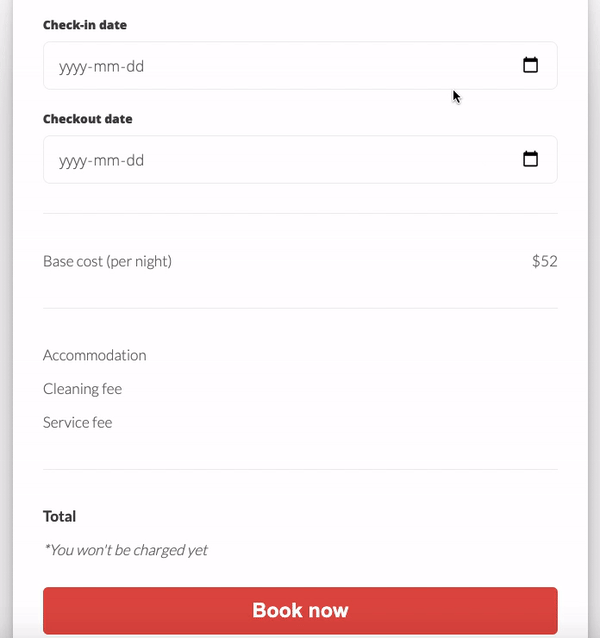 Check-in date
yyyy-mm-dd
Checkout date
yyyy-mm-dd
Base cost (per night) $52
Accommodation
Cleaning fee
Service fee
Total
*You won't be charged yet
Book now